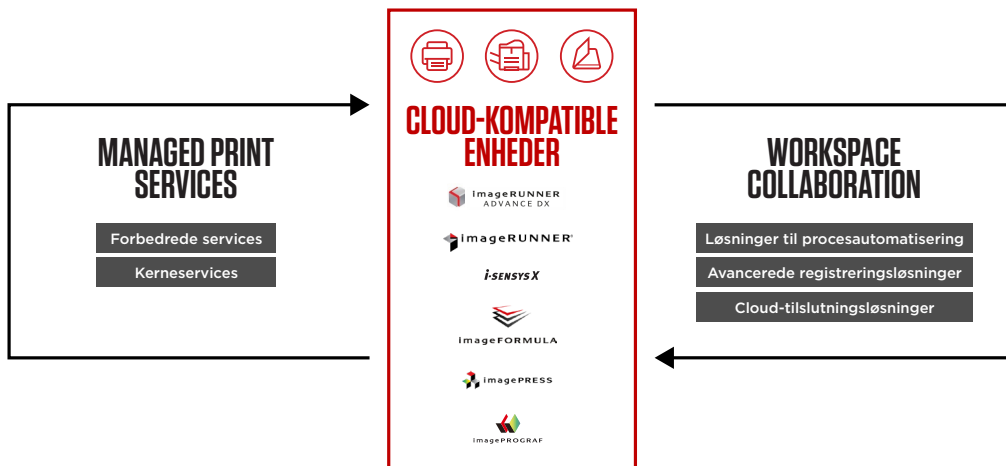 MANAGED PRINT
SERVICES
Forbedrede services
Kerneservices
CLOUD-KOMPATIBLE
ENHEDER
imageRUNNER
ADVANCE DX
imageRUNNER®
i-SENSYS X
imageFORMULA
imagePRESS
imagePROGRAF
WORKSPACE
COLLABORATION
Løsninger til procesautomatisering
Avancerede registreringsløsninger
Cloud-tilslutningsløsninger